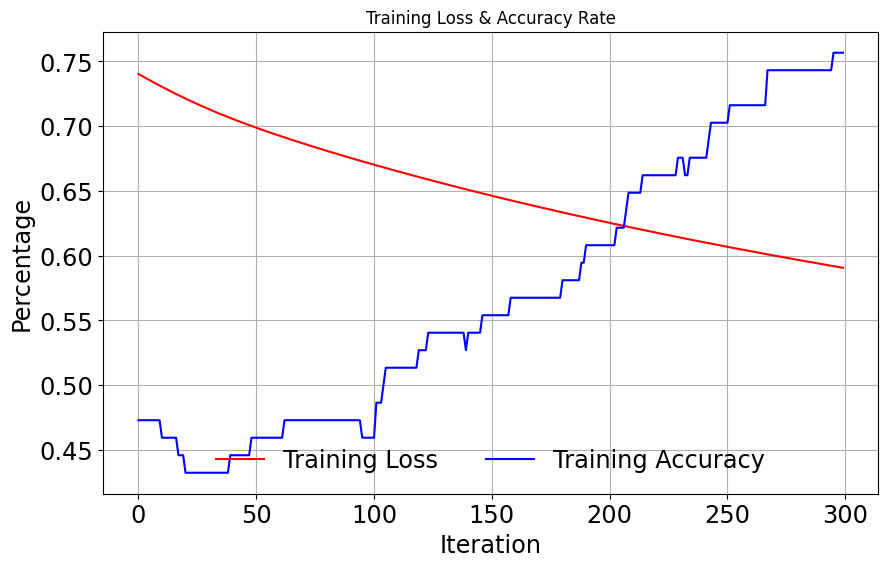 Training Loss & Accuracy Rate
Percentage
0.75
0.70
0.65
0.60
0.55
0.50
0.45
Training Loss
Training Accuracy
0
50
100
150
200
250
300
Iteration